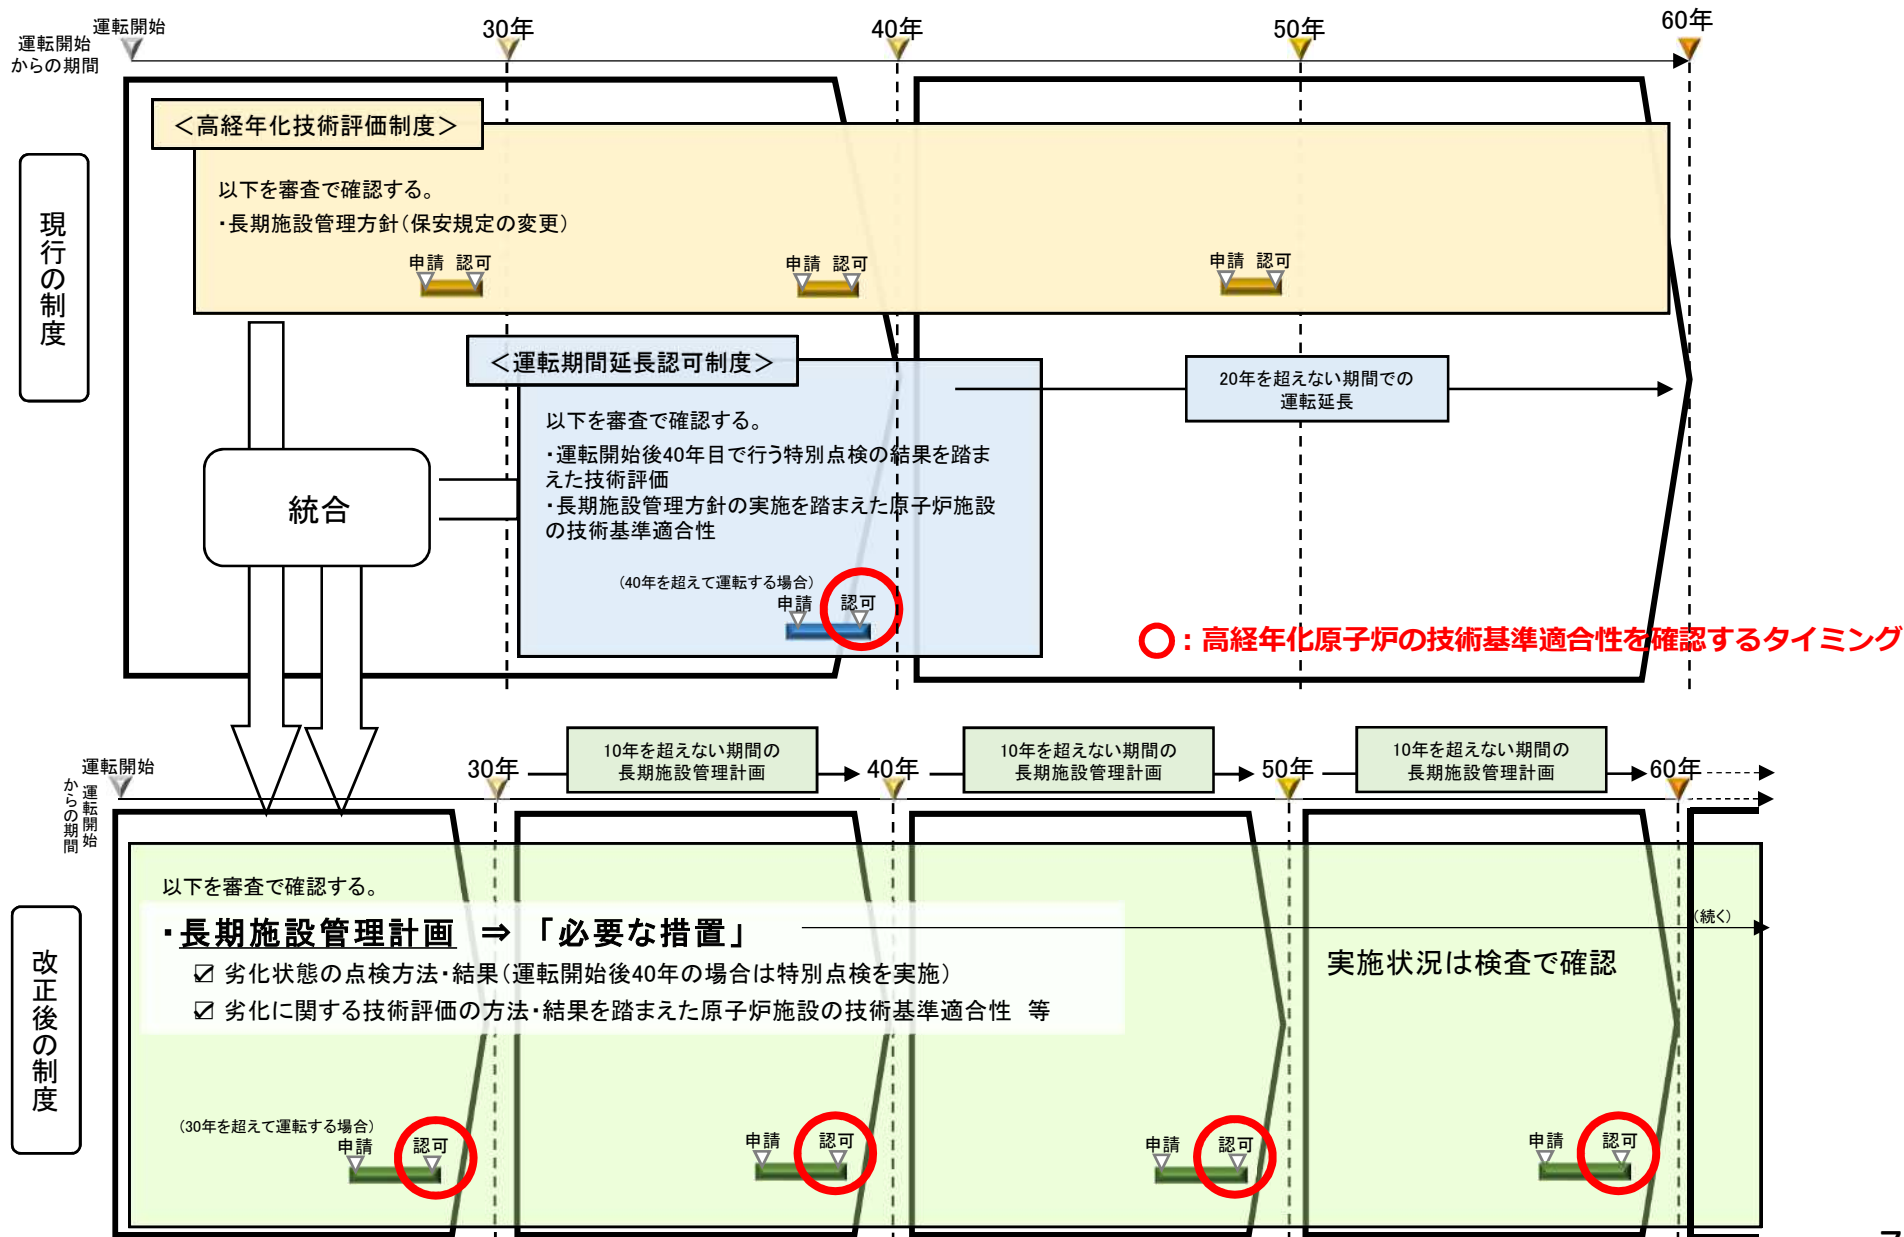 運転開始
30年
40年
50年
60年
運転開始
からの期間
現行の制度
＜高経年化技術評価制度＞
以下を審査で確認する。
・長期施設管理方針（保安規定の変更）
申請 認可
申請 認可
申請 認可
＜運転期間延長認可制度＞
以下を審査で確認する。
・運転開始後40年目で行う特別点検の結果を踏ま
えた技術評価
・長期施設管理方針の実施を踏まえた原子炉施設
の技術基準適合性
（40年を超えて運転する場合）
申請 認可
20年を超えない期間での
運転延長
統合
：高経年化原子炉の技術基準適合性を確認するタイミング
運転開始
30年
10年を超えない期間の
長期施設管理計画
40年
10年を超えない期間の
長期施設管理計画
50年
10年を超えない期間の
長期施設管理計画
60年
運転開始
からの期間
改正後の制度
以下を審査で確認する。
・長期施設管理計画 ⇒ 「必要な措置」
（続く）
☑ 劣化状態の点検方法・結果（運転開始後40年の場合は特別点検を実施）
☑ 劣化に関する技術評価の方法・結果を踏まえた原子炉施設の技術基準適合性 等
実施状況は検査で確認
（30年を超えて運転する場合）
申請 認可
申請 認可
申請 認可
申請 認可